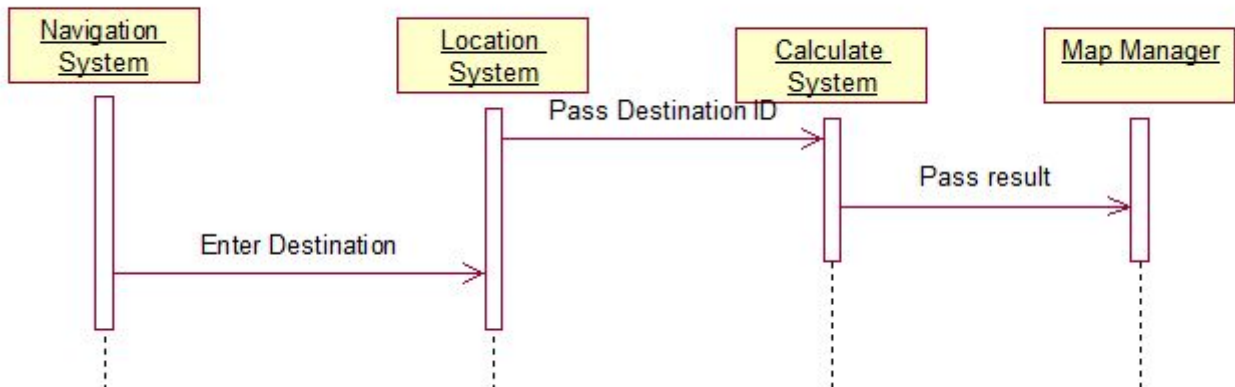 Navigation
System
Location
System
Calculate
System
Map Manager
Pass Destination ID
Pass result
Enter Destination